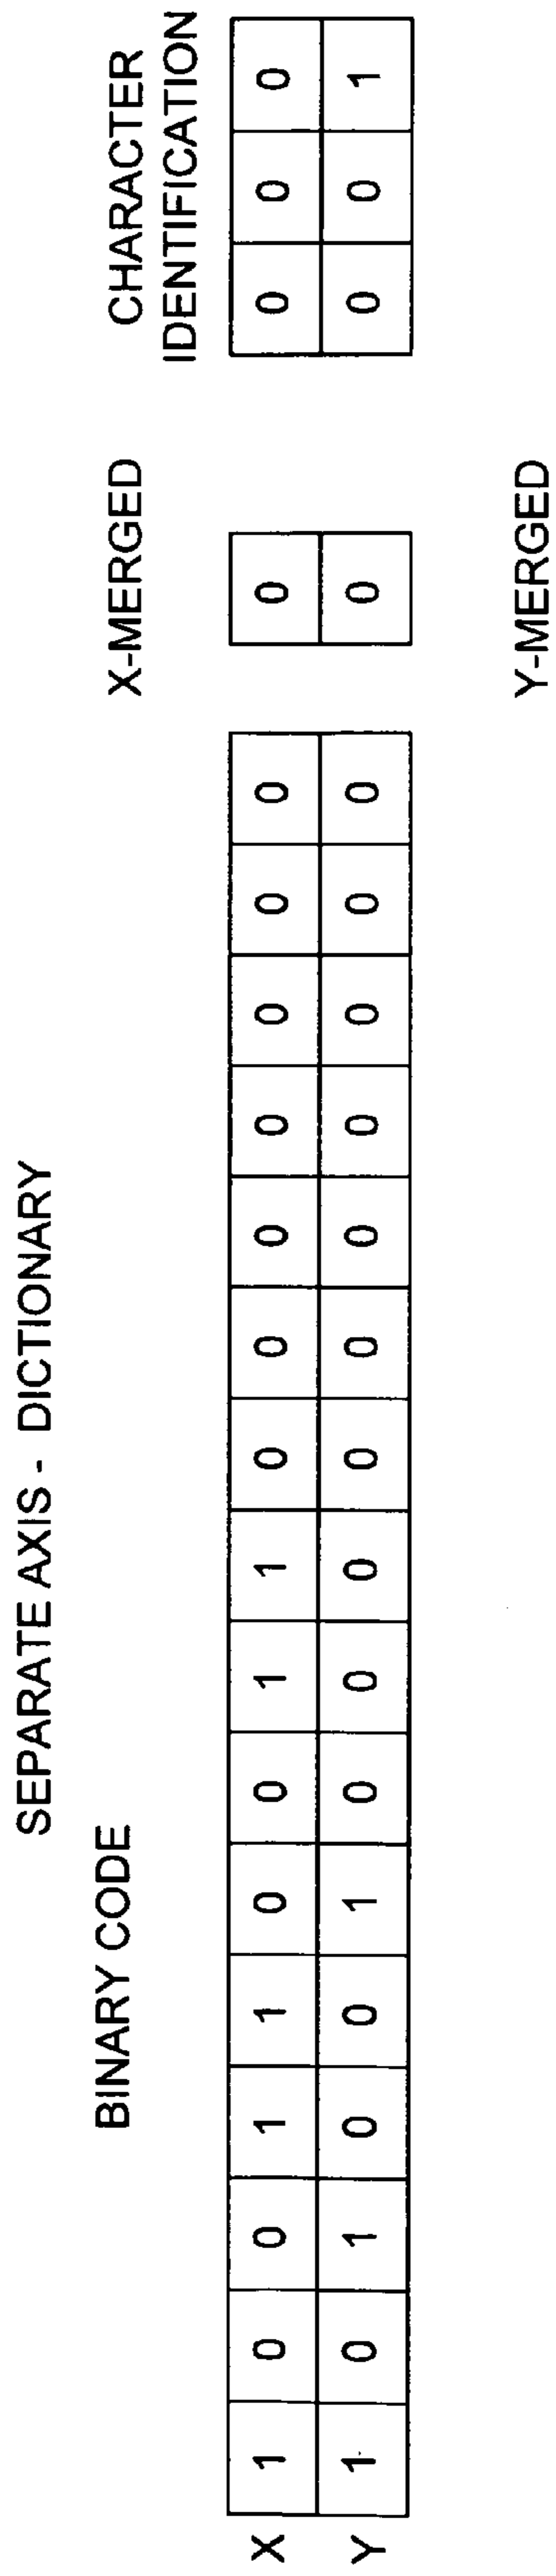 SEPARATE AXIS - DICTIONARY
BINARY CODE X-MERGED CHARACTER
IDENTIFICATION
X 1 0 0 1 1 0 0 1 1 0 0 0 0 0 0 0 0 0 0 0
Y 1 0 1 0 0 1 0 0 0 0 0 0 0 0 0 0 0 0 0 1
Y-MERGED